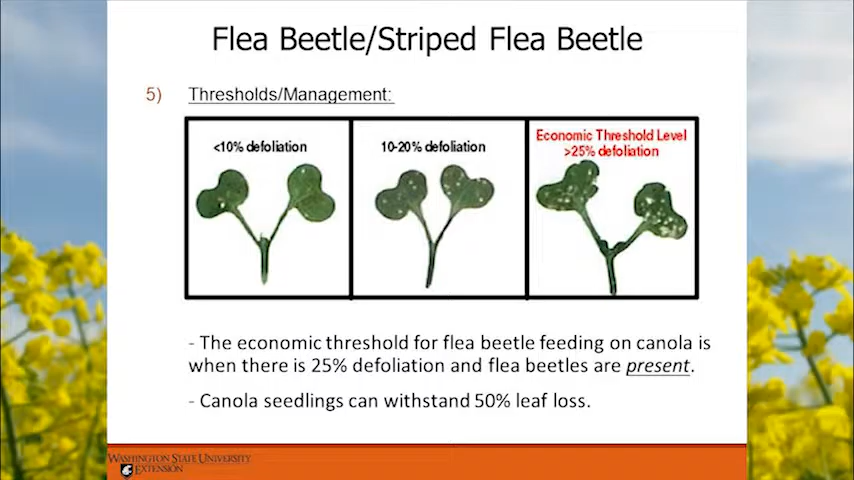 Flea Beetle/Striped Flea Beetle
5) Thresholds/Management:
<10% defoliation
10-20% defoliation
Economic Threshold Level
>25% defoliation
- The economic threshold for flea beetle feeding on canola is
when there is 25% defoliation and flea beetles are present.
- Canola seedlings can withstand 50% leaf loss.
WASHINGTON STATE UNIVERSITY
EXTENSION